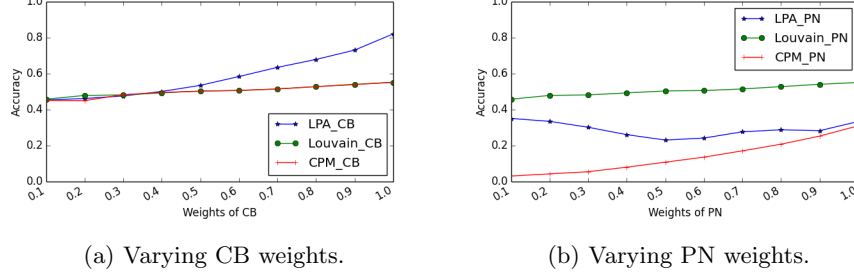 1.0
0.8
0.6
0.4
0.2
0.0
Accuracy
LPA_CB
Louvain_CB
CPM_CB
0.1 0.2 0.3 0.4 0.5 0.6 0.7 0.8 0.9 1.0
Weights of CB
(a) Varying CB weights.
1.0
0.8
0.6
0.4
0.2
0.0
Accuracy
LPA_PN
Louvain_PN
CPM_PN
0.1 0.2 0.3 0.4 0.5 0.6 0.7 0.8 0.9 1.0
Weights of PN
(b) Varying PN weights.